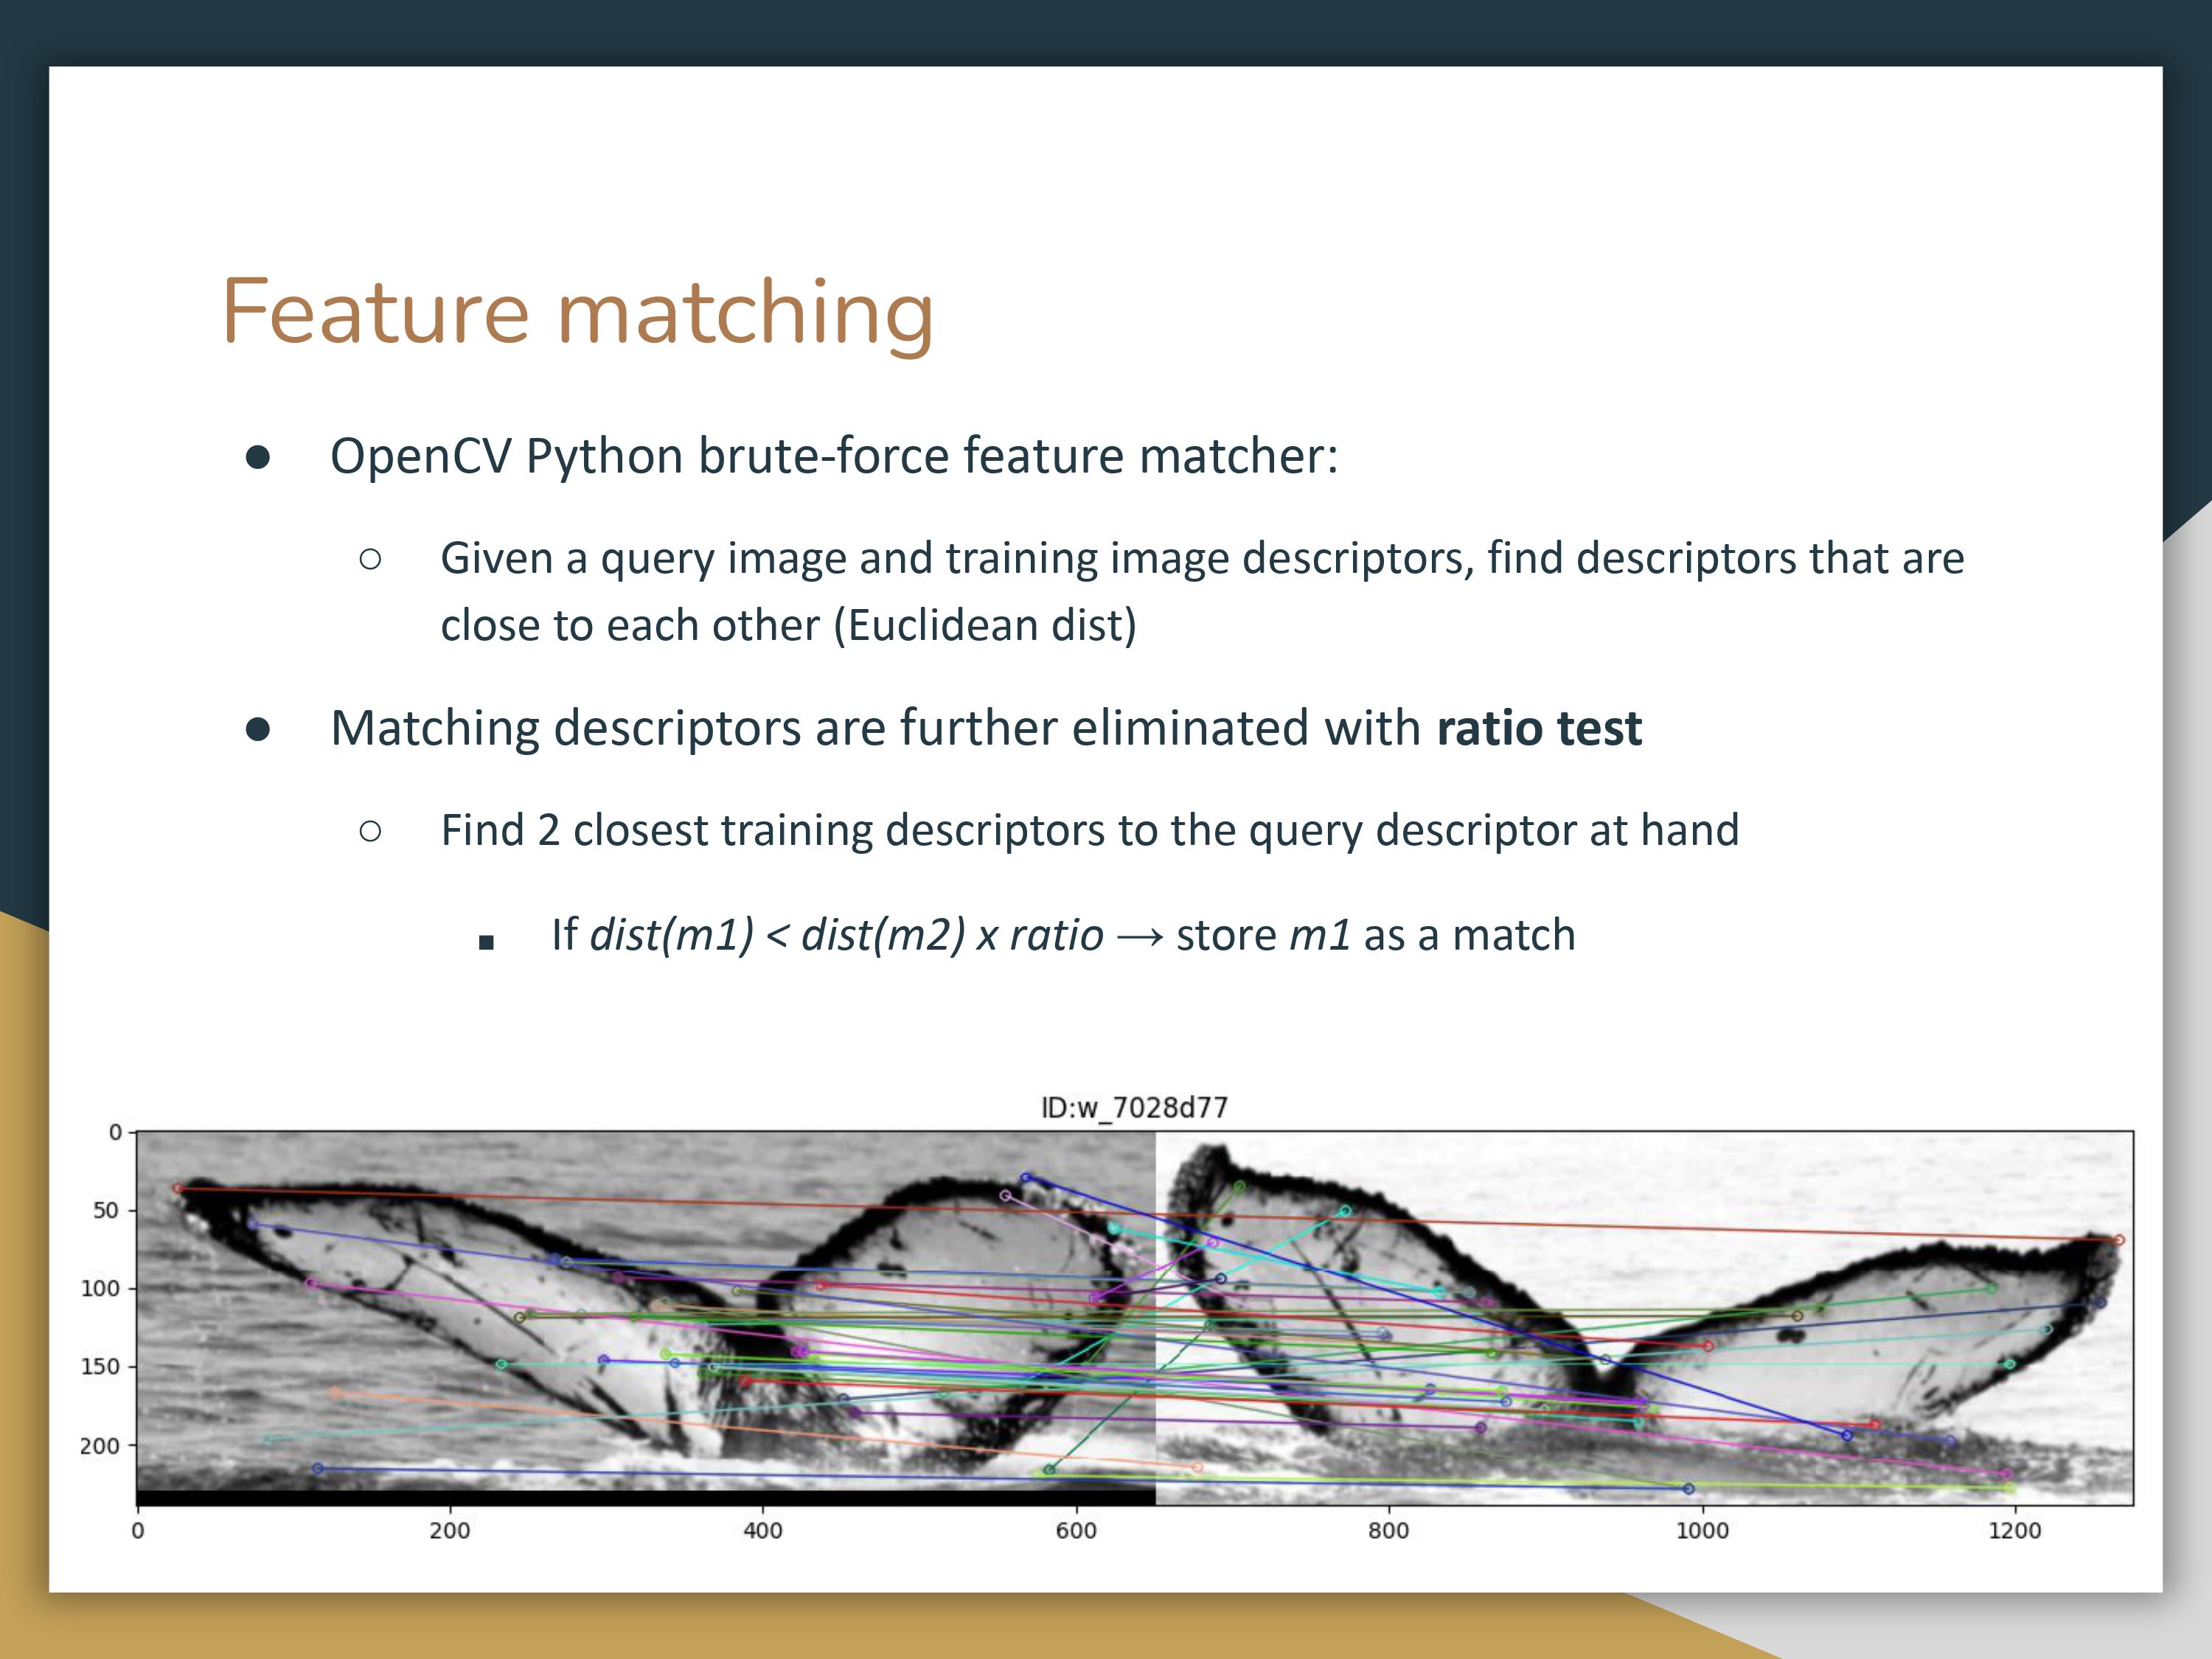 Feature matching
● OpenCV Python brute-force feature matcher:
○ Given a query image and training image descriptors, find descriptors that are
close to each other (Euclidean dist)
● Matching descriptors are further eliminated with ratio test
○ Find 2 closest training descriptors to the query descriptor at hand
■ If dist(m1) < dist(m2) x ratio → store m1 as a match
ID:w_7028d77
0
50
100
150
200
0 200 400 600 800 1000 1200